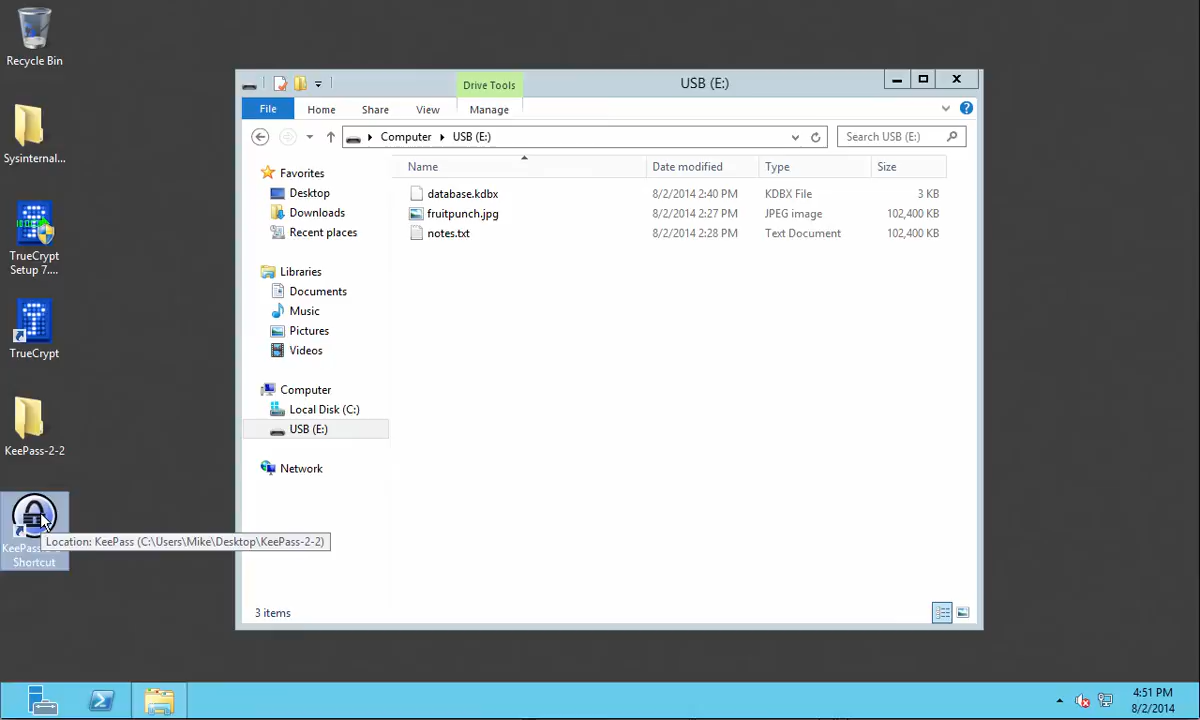 Recycle Bin
Sysinternal...
TrueCrypt
Setup 7....
TrueCrypt
KeePass-2-2
Shortcut
Location: KeePass (C:\Users\Mike\Desktop\KeePass-2-2)
Drive Tools
USB (E:)
File
Home
Share
View
Manage
Computer
USB (E:)
Search USB (E:)
Name
Date modified
Type
Size
database.kdbx 8/2/2014 2:40 PM KDBX File 3 KB
fruitpunch.jpg 8/2/2014 2:27 PM JPEG image 102,400 KB
notes.txt 8/2/2014 2:28 PM Text Document 102,400 KB
Favorites
Desktop
Downloads
Recent places
Libraries
Documents
Music
Pictures
Videos
Computer
Local Disk (C:)
USB (E:)
Network
3 items
4:51 PM
8/2/2014